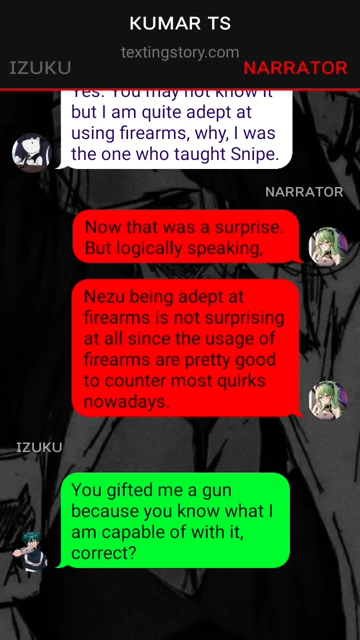 KUMAR TS
textingstory.com
IZUKU
NARRATOR
Yes. You may not know it
but I am quite adept at
using firearms, why, I was
the one who taught Snipe.
NARRATOR
Now that was a surprise.
But logically speaking,
Nezu being adept at
firearms is not surprising
at all since the usage of
firearms are pretty good
to counter most quirks
nowadays.
IZUKU
You gifted me a gun
because you know what I
am capable of with it,
correct?